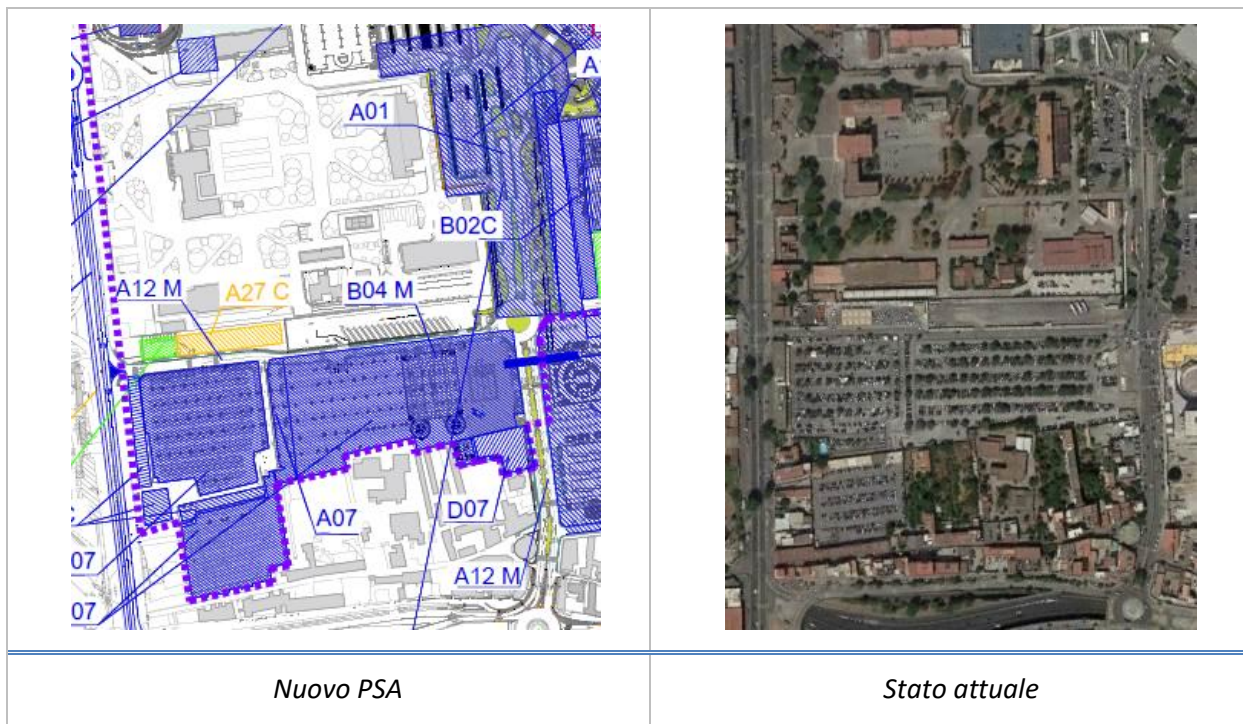 A
A01
B02C
A12 M
A27 C
B04 M
C
A07
D07
07
A12 M
07
Nuovo PSA
Stato attuale